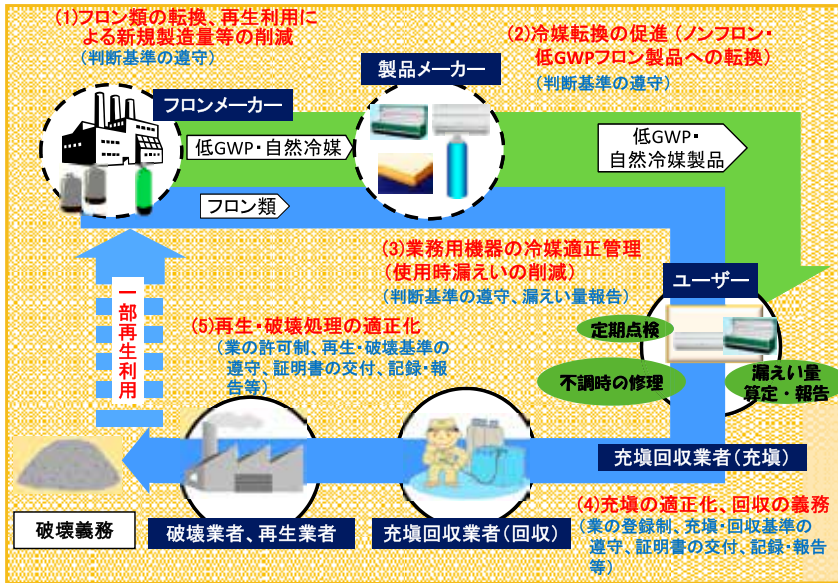 (1)フロン類の転換、再生利用に
よる新規製造量等の削減
(判断基準の遵守)
(2)冷媒転換の促進(ノンフロン・
低GWPフロン製品への転換)
(判断基準の遵守)
フロンメーカー
製品メーカー
低GWP・自然冷媒
低GWP・
自然冷媒製品
フロン類
(3)業務用機器の冷媒適正管理
(使用時漏えいの削減)
(判断基準の遵守、漏えい量報告)
ユーザー
定期点検
不調時の修理
漏えい量
算定・報告
一部再生利用
(5)再生・破壊処理の適正化
(業の許可制、再生・破壊基準の
遵守、証明書の交付、記録・報
告等)
充塡回収業者(充塡)
破壊義務
破壊業者、再生業者
充塡回収業者(回収)
(4)充塡の適正化、回収の義務
(業の登録制、充塡・回収基準の
遵守、証明書の交付、記録・報告
等)